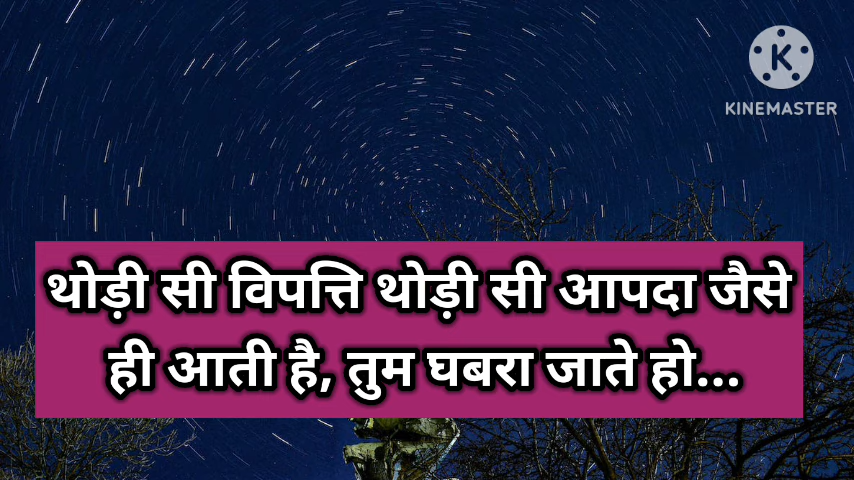 KINEMASTER
थोड़ी सी विपत्ति थोड़ी सी आपदा जैसे
ही आती है, तुम घबरा जाते हो...